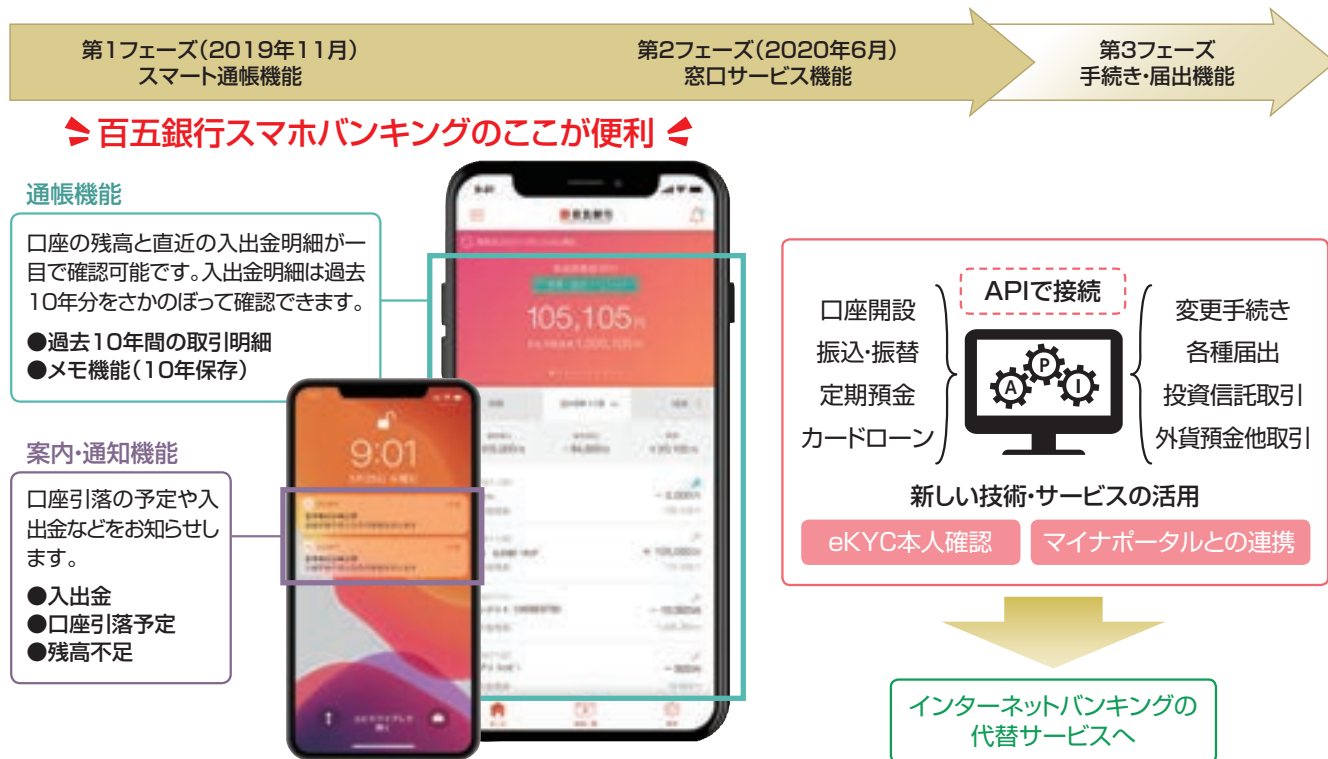 第1フェーズ(2019年11月)
スマート通帳機能
第2フェーズ(2020年6月)
窓口サービス機能
第3フェーズ
手続き・届出機能
百五銀行スマホバンキングのここが便利
通帳機能
口座の残高と直近の入出金明細が一
目で確認可能です。入出金明細は過去
10年分をさかのぼって確認できます。
●過去10年間の取引明細
●メモ機能(10年保存)
案内・通知機能
口座引落の予定や入
出金などをお知らせし
ます。
●入出金
●口座引落予定
●残高不足
105,105
9:01
APIで接続
口座開設
振込・振替
定期預金
カードローン
A P I
変更手続き
各種届出
投資信託取引
外貨預金他取引
新しい技術・サービスの活用
eKYC本人確認
マイナポータルとの連携
インターネットバンキングの
代替サービスへ